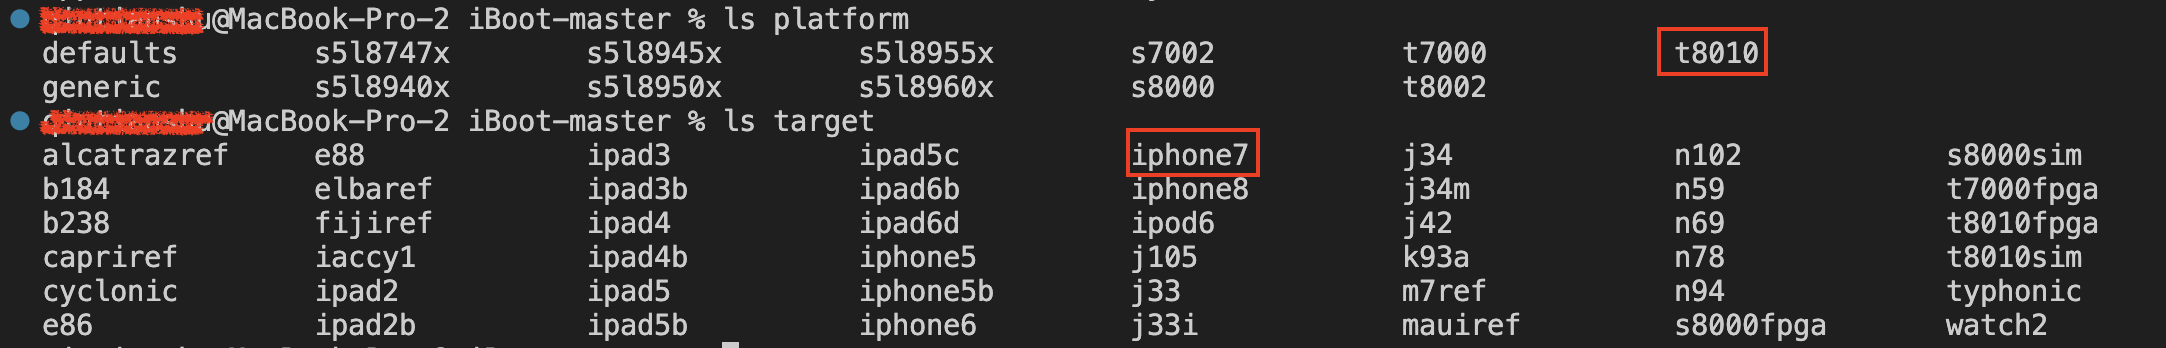 @MacBook-Pro-2 iBoot-master % ls platform
defaults s5l8747x s5l8945x s5l8955x s7002 t7000 t8010
generic s5l8940x s5l8950x s5l8960x s8000 t8002
@MacBook-Pro-2 iBoot-master % ls target
alcatrazref e88 ipad3 ipad5c iphone7 j34 n102 s8000sim
b184 elbaref ipad3b ipad6b iphone8 j34m n59 t7000fpga
b238 fijiref ipad4 ipad6d ipod6 j42 n69 t8010fpga
capriref iaccy1 ipad4b iphone5 j105 k93a n78 t8010sim
cyclonic ipad2 ipad5 iphone5b j33 m7ref n94 typhonic
e86 ipad2b ipad5b iphone6 j33i mauiref s8000fpga watch2